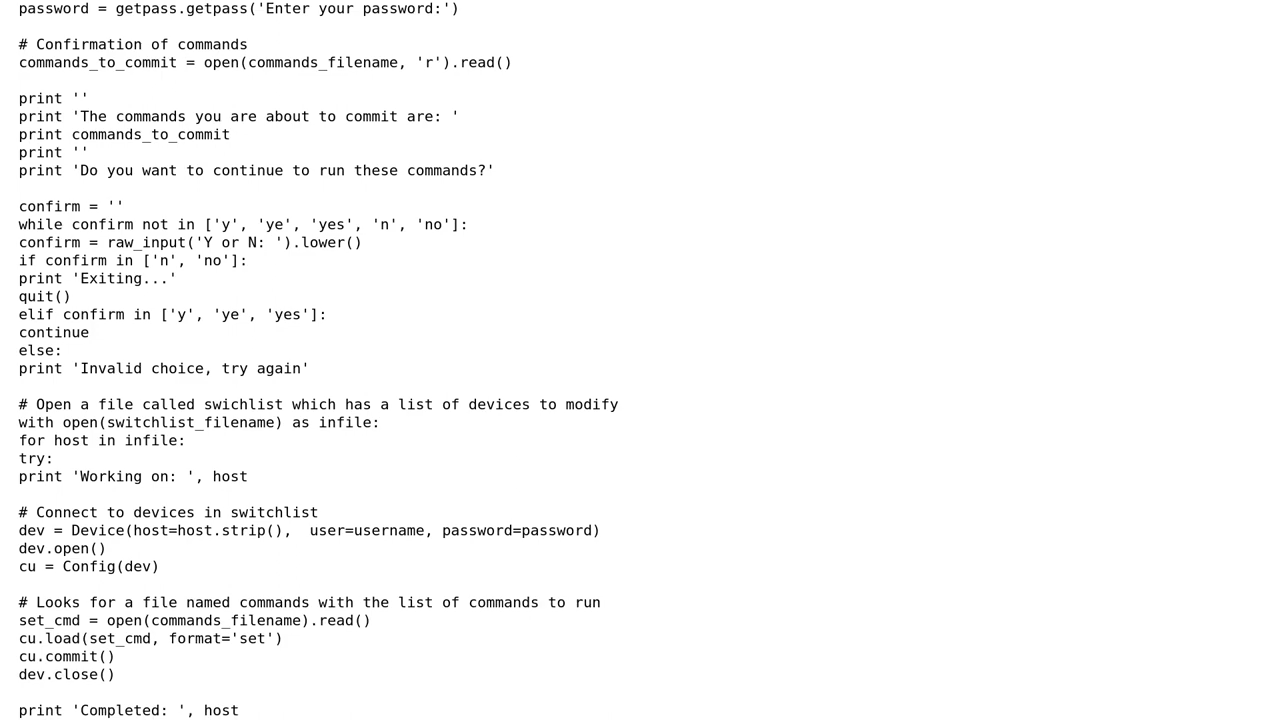 password = getpass.getpass('Enter your password:')

# Confirmation of commands
commands_to_commit = open(commands_filename, 'r').read()

print ''
print 'The commands you are about to commit are: '
print commands_to_commit
print ''
print 'Do you want to continue to run these commands?'

confirm = ''
while confirm not in ['y', 'ye', 'yes', 'n', 'no']:
confirm = raw_input('Y or N: ').lower()
if confirm in ['n', 'no']:
print 'Exiting...'
quit()
elif confirm in ['y', 'ye', 'yes']:
continue
else:
print 'Invalid choice, try again'

# Open a file called swichlist which has a list of devices to modify
with open(switchlist_filename) as infile:
for host in infile:
try:
print 'Working on: ', host

# Connect to devices in switchlist
dev = Device(host=host.strip(),  user=username, password=password)
dev.open()
cu = Config(dev)

# Looks for a file named commands with the list of commands to run
set_cmd = open(commands_filename).read()
cu.load(set_cmd, format='set')
cu.commit()
dev.close()

print 'Completed: ', host